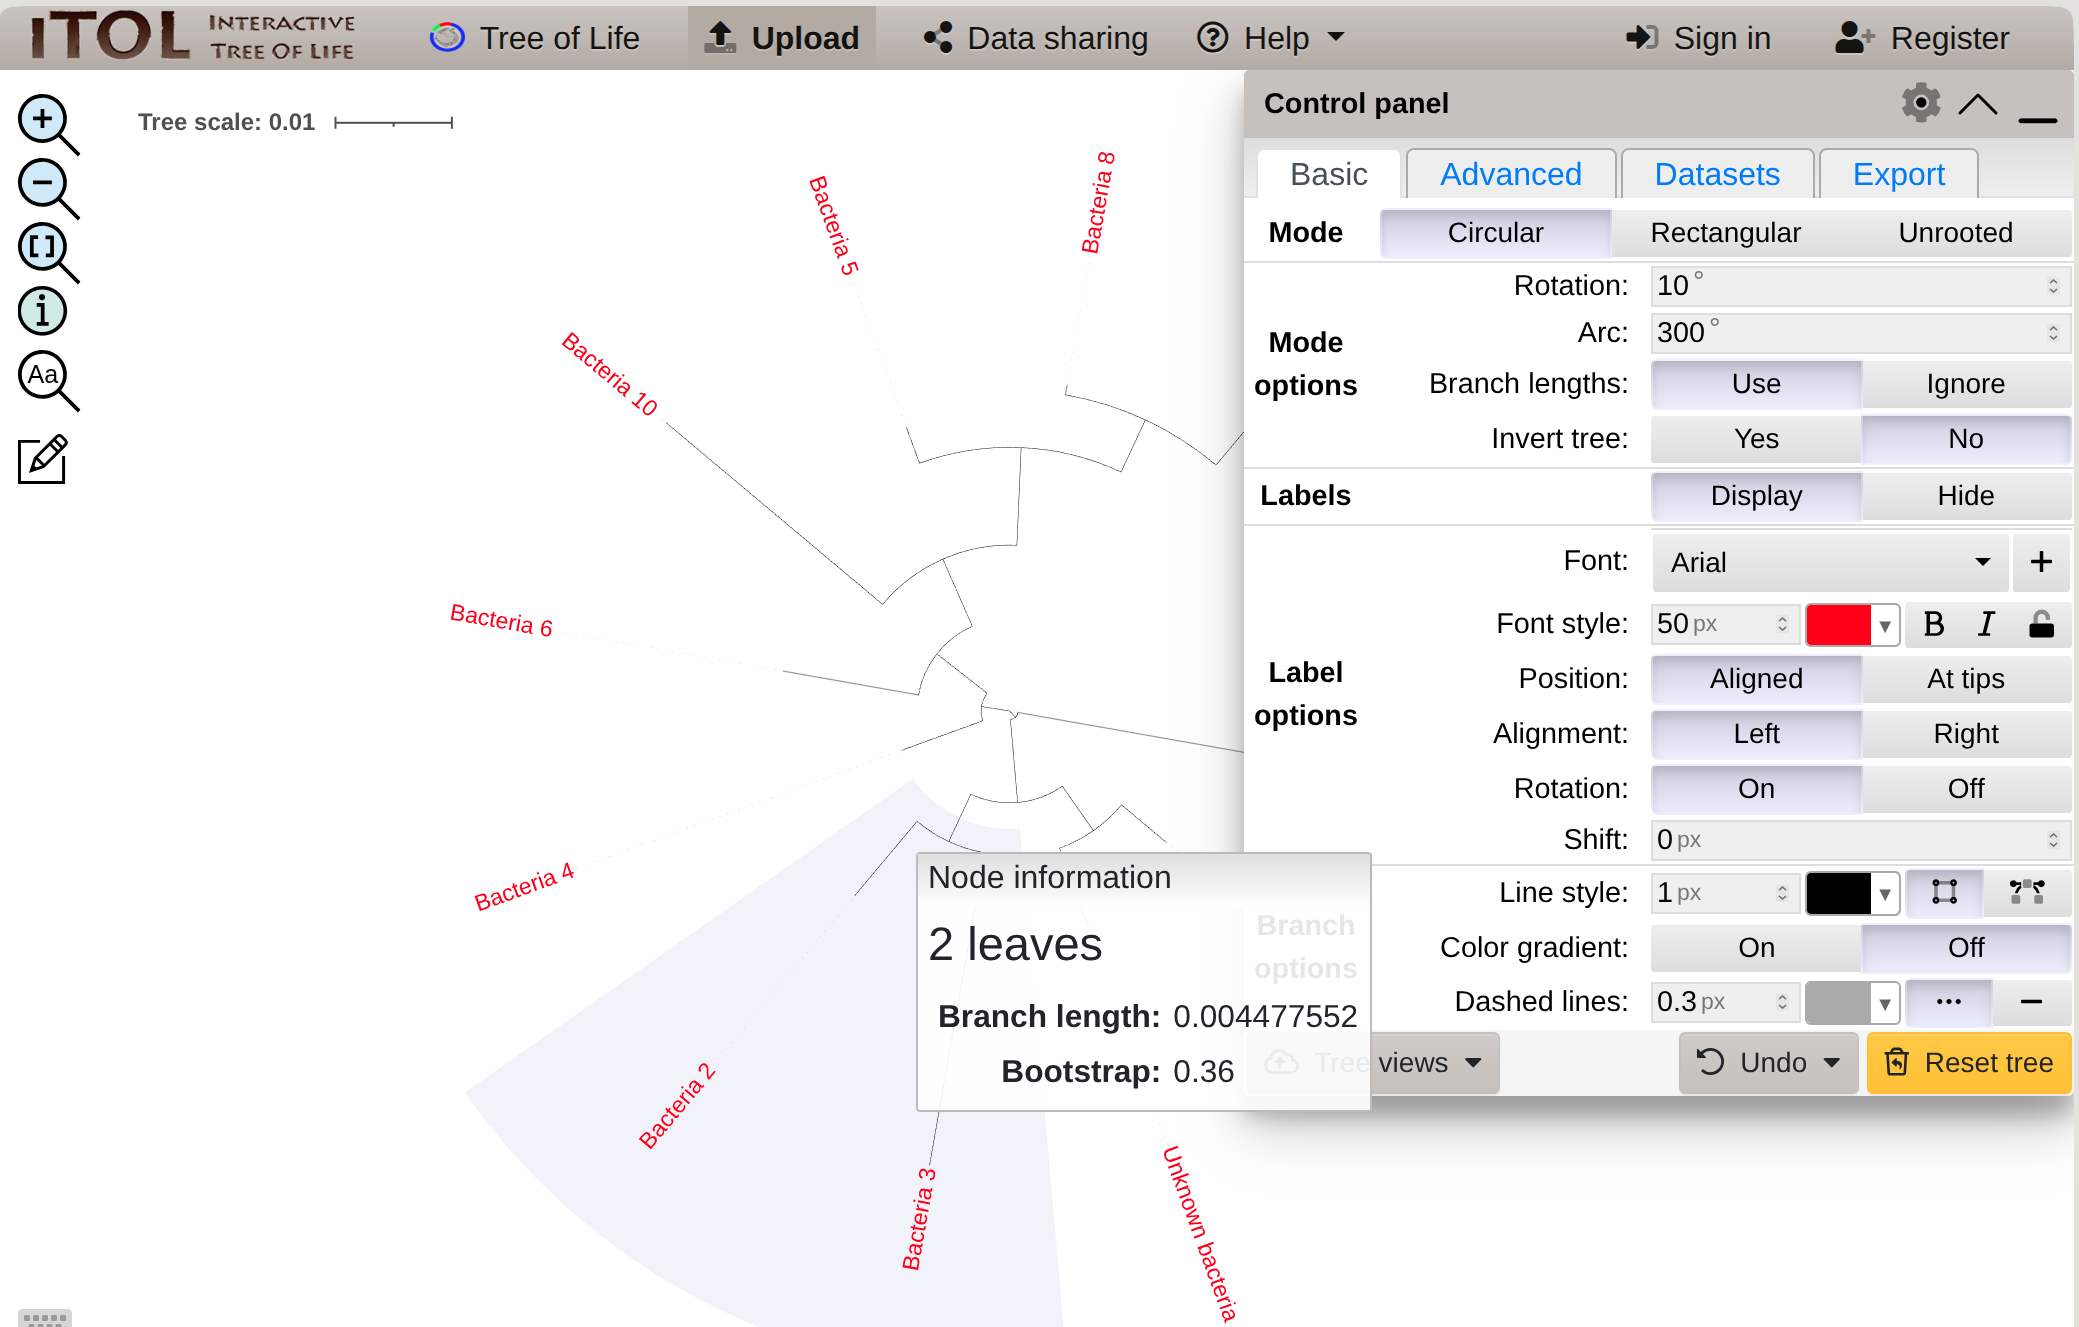 iTOL INTERACTIVE TREE OF LIFE
Tree of Life
Upload
Data sharing
Help
Sign in
Register
Tree scale: 0.01
Aa
Bacteria 5
Bacteria 8
Bacteria 10
Bacteria 6
Bacteria 4
Bacteria 2
Bacteria 3
Unknown bacteria
Node information
2 leaves
Branch length: 0.004477552
Bootstrap: 0.36
Control panel
Basic Advanced Datasets Export
Mode Circular Rectangular Unrooted
Mode options
Rotation: 10 °
Arc: 300 °
Branch lengths: Use Ignore
Invert tree: Yes No
Labels Display Hide
Label options
Font: Arial +
Font style: 50 px B I
Position: Aligned At tips
Alignment: Left Right
Rotation: On Off
Shift: 0 px
Branch options
Line style: 1 px
Color gradient: On Off
Dashed lines: 0.3 px
Tree views Undo Reset tree